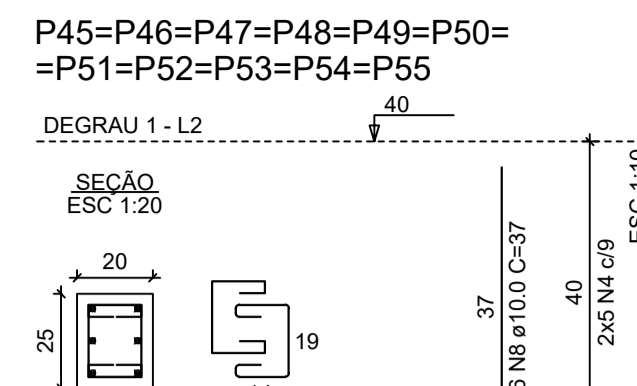 P45=P46=P47=P48=P49=P50=
=P51=P52=P53=P54=P55
40
DEGRAU 1 - L2
SEÇÃO
ESC 1:20
20
25
19
37
6 N8 ø10.0 C=37
40
2x5 N4 c/9